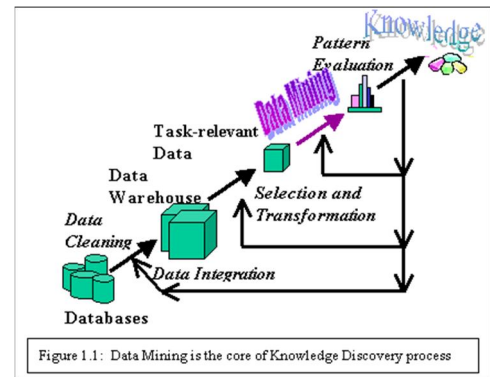 Knowledge
Pattern
Evaluation
Data Mining
Task-relevant
Data
Data
Warehouse
Selection and
Transformation
Data
Cleaning
Data Integration
Databases
Figure 1.1: Data Mining is the core of Knowledge Discovery process